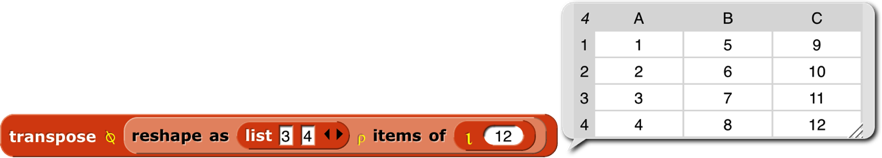 4 A B C
1 1 5 9
2 2 6 10
3 3 7 11
4 4 8 12
transpose ⍉ reshape as list 3 4 ⍴ items of ⍳ 12